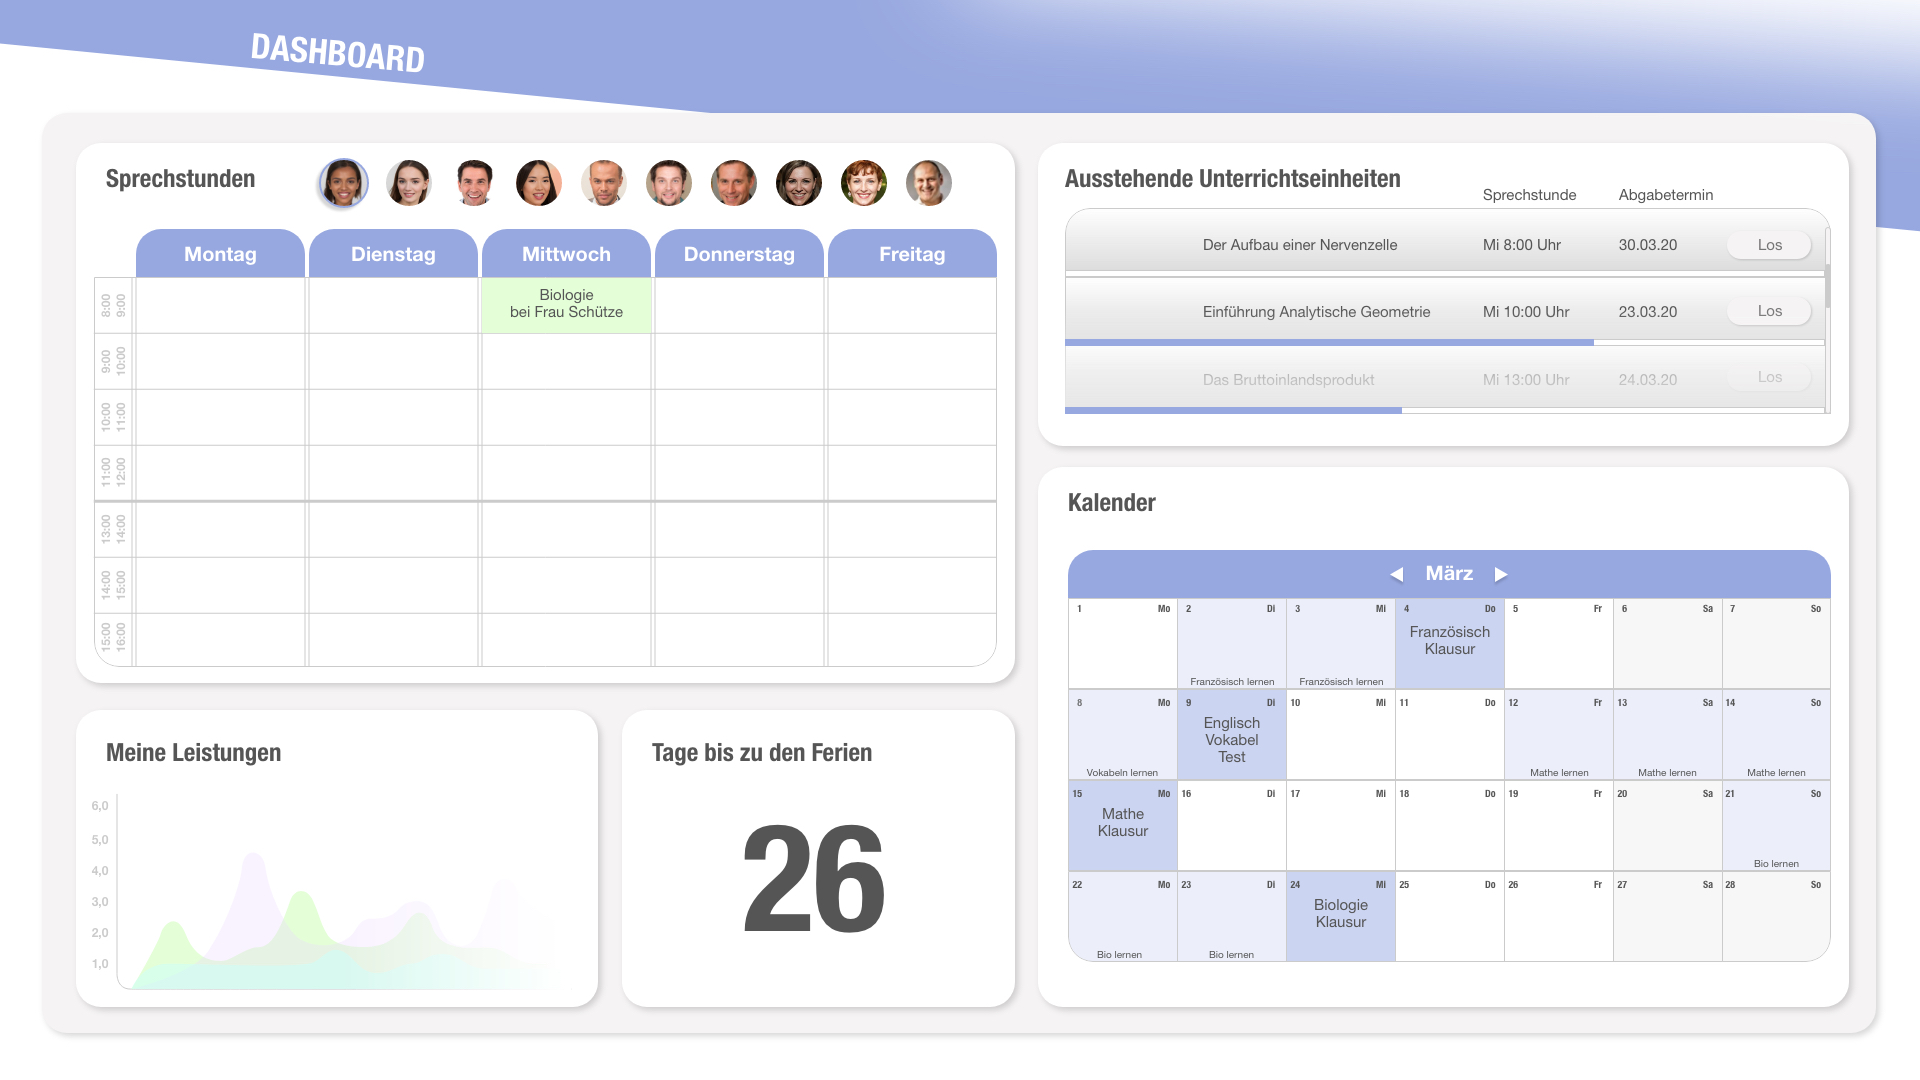 DASHBOARD
Sprechstunden
Montag Dienstag Mittwoch Donnerstag Freitag
8:00 9:00
Biologie
bei Frau Schütze
9:00 10:00
10:00 11:00
11:00 12:00
13:00 14:00
14:00 15:00
15:00 16:00
Ausstehende Unterrichtseinheiten
Sprechstunde Abgabetermin
Der Aufbau einer Nervenzelle Mi 8:00 Uhr 30.03.20 Los
Einführung Analytische Geometrie Mi 10:00 Uhr 23.03.20 Los
Das Bruttoinlandsprodukt Mi 13:00 Uhr 24.03.20 Los
Meine Leistungen
6,0
5,0
4,0
3,0
2,0
1,0
Tage bis zu den Ferien
26
Kalender
März
1 Mo 2 Di 3 Mi 4 Do 5 Fr 6 Sa 7 So
Französisch
Klausur
Französisch lernen Französisch lernen
8 Mo 9 Di 10 Mi 11 Do 12 Fr 13 Sa 14 So
Englisch
Vokabel
Test
Vokabeln lernen Mathe lernen Mathe lernen Mathe lernen
15 Mo 16 Di 17 Mi 18 Do 19 Fr 20 Sa 21 So
Mathe
Klausur
Bio lernen
22 Mo 23 Di 24 Mi 25 Do 26 Fr 27 Sa 28 So
Biologie
Klausur
Bio lernen Bio lernen